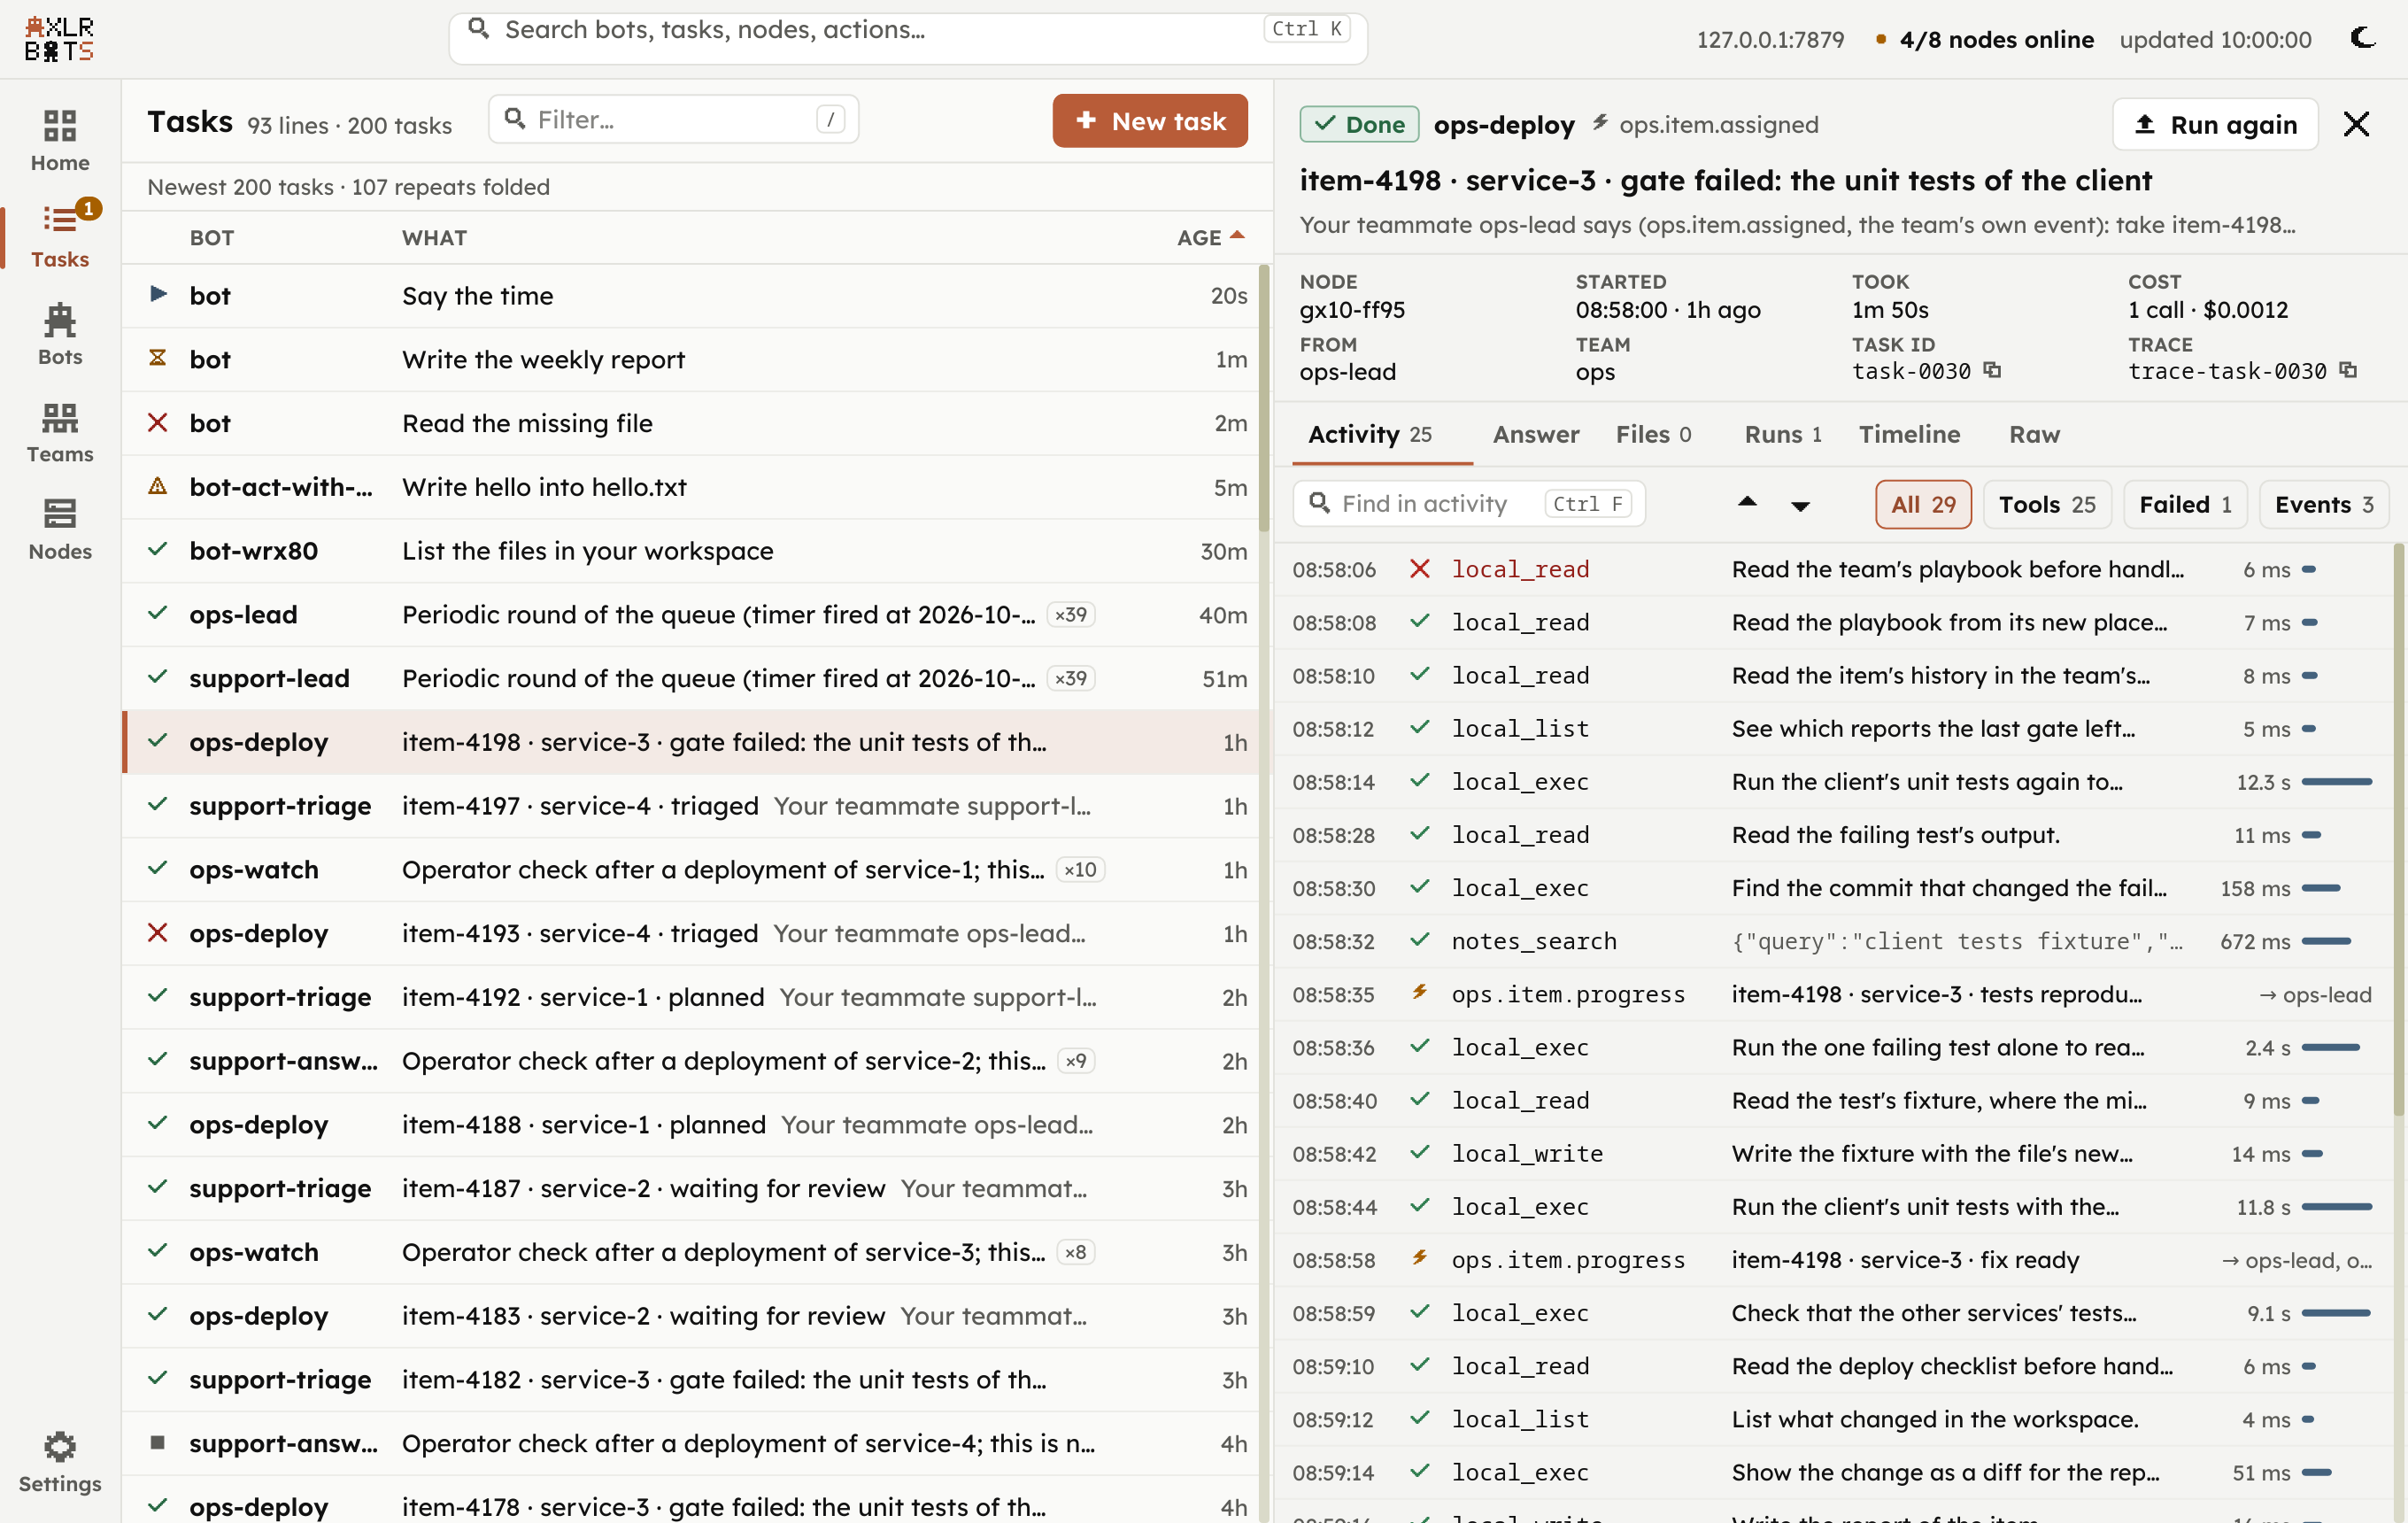 AXLR
BOTS
Search bots, tasks, nodes, actions... Ctrl K
127.0.0.1:7879 4/8 nodes online updated 10:00:00
Home
1
Tasks
Bots
Teams
Nodes
Settings
Tasks 93 lines · 200 tasks Filter... / New task
Newest 200 tasks · 107 repeats folded
BOT WHAT AGE
bot Say the time 20s
bot Write the weekly report 1m
bot Read the missing file 2m
bot-act-with-... Write hello into hello.txt 5m
bot-wrx80 List the files in your workspace 30m
ops-lead Periodic round of the queue (timer fired at 2026-10-... ×39 40m
support-lead Periodic round of the queue (timer fired at 2026-10-... ×39 51m
ops-deploy item-4198 · service-3 · gate failed: the unit tests of th... 1h
support-triage item-4197 · service-4 · triaged Your teammate support-l... 1h
ops-watch Operator check after a deployment of service-1; this... ×10 1h
ops-deploy item-4193 · service-4 · triaged Your teammate ops-lead... 1h
support-triage item-4192 · service-1 · planned Your teammate support-l... 2h
support-answ... Operator check after a deployment of service-2; this... ×9 2h
ops-deploy item-4188 · service-1 · planned Your teammate ops-lead... 2h
support-triage item-4187 · service-2 · waiting for review Your teammat... 3h
ops-watch Operator check after a deployment of service-3; this... ×8 3h
ops-deploy item-4183 · service-2 · waiting for review Your teammat... 3h
support-triage item-4182 · service-3 · gate failed: the unit tests of th... 3h
support-answ... Operator check after a deployment of service-4; this is n... 4h
ops-deploy item-4178 · service-3 · gate failed: the unit tests of th... 4h
Done ops-deploy ops.item.assigned Run again
item-4198 · service-3 · gate failed: the unit tests of the client
Your teammate ops-lead says (ops.item.assigned, the team's own event): take item-4198...
NODE STARTED TOOK COST
gx10-ff95 08:58:00 · 1h ago 1m 50s 1 call · $0.0012
FROM TEAM TASK ID TRACE
ops-lead ops task-0030 trace-task-0030
Activity 25 Answer Files 0 Runs 1 Timeline Raw
Find in activity Ctrl F All 29 Tools 25 Failed 1 Events 3
08:58:06 local_read Read the team's playbook before handl... 6 ms
08:58:08 local_read Read the playbook from its new place... 7 ms
08:58:10 local_read Read the item's history in the team's... 8 ms
08:58:12 local_list See which reports the last gate left... 5 ms
08:58:14 local_exec Run the client's unit tests again to... 12.3 s
08:58:28 local_read Read the failing test's output. 11 ms
08:58:30 local_exec Find the commit that changed the fail... 158 ms
08:58:32 notes_search {"query":"client tests fixture","... 672 ms
08:58:35 ops.item.progress item-4198 · service-3 · tests reprodu... → ops-lead
08:58:36 local_exec Run the one failing test alone to rea... 2.4 s
08:58:40 local_read Read the test's fixture, where the mi... 9 ms
08:58:42 local_write Write the fixture with the file's new... 14 ms
08:58:44 local_exec Run the client's unit tests with the... 11.8 s
08:58:58 ops.item.progress item-4198 · service-3 · fix ready → ops-lead, o...
08:58:59 local_exec Check that the other services' tests... 9.1 s
08:59:10 local_read Read the deploy checklist before hand... 6 ms
08:59:12 local_list List what changed in the workspace. 4 ms
08:59:14 local_exec Show the change as a diff for the rep... 51 ms